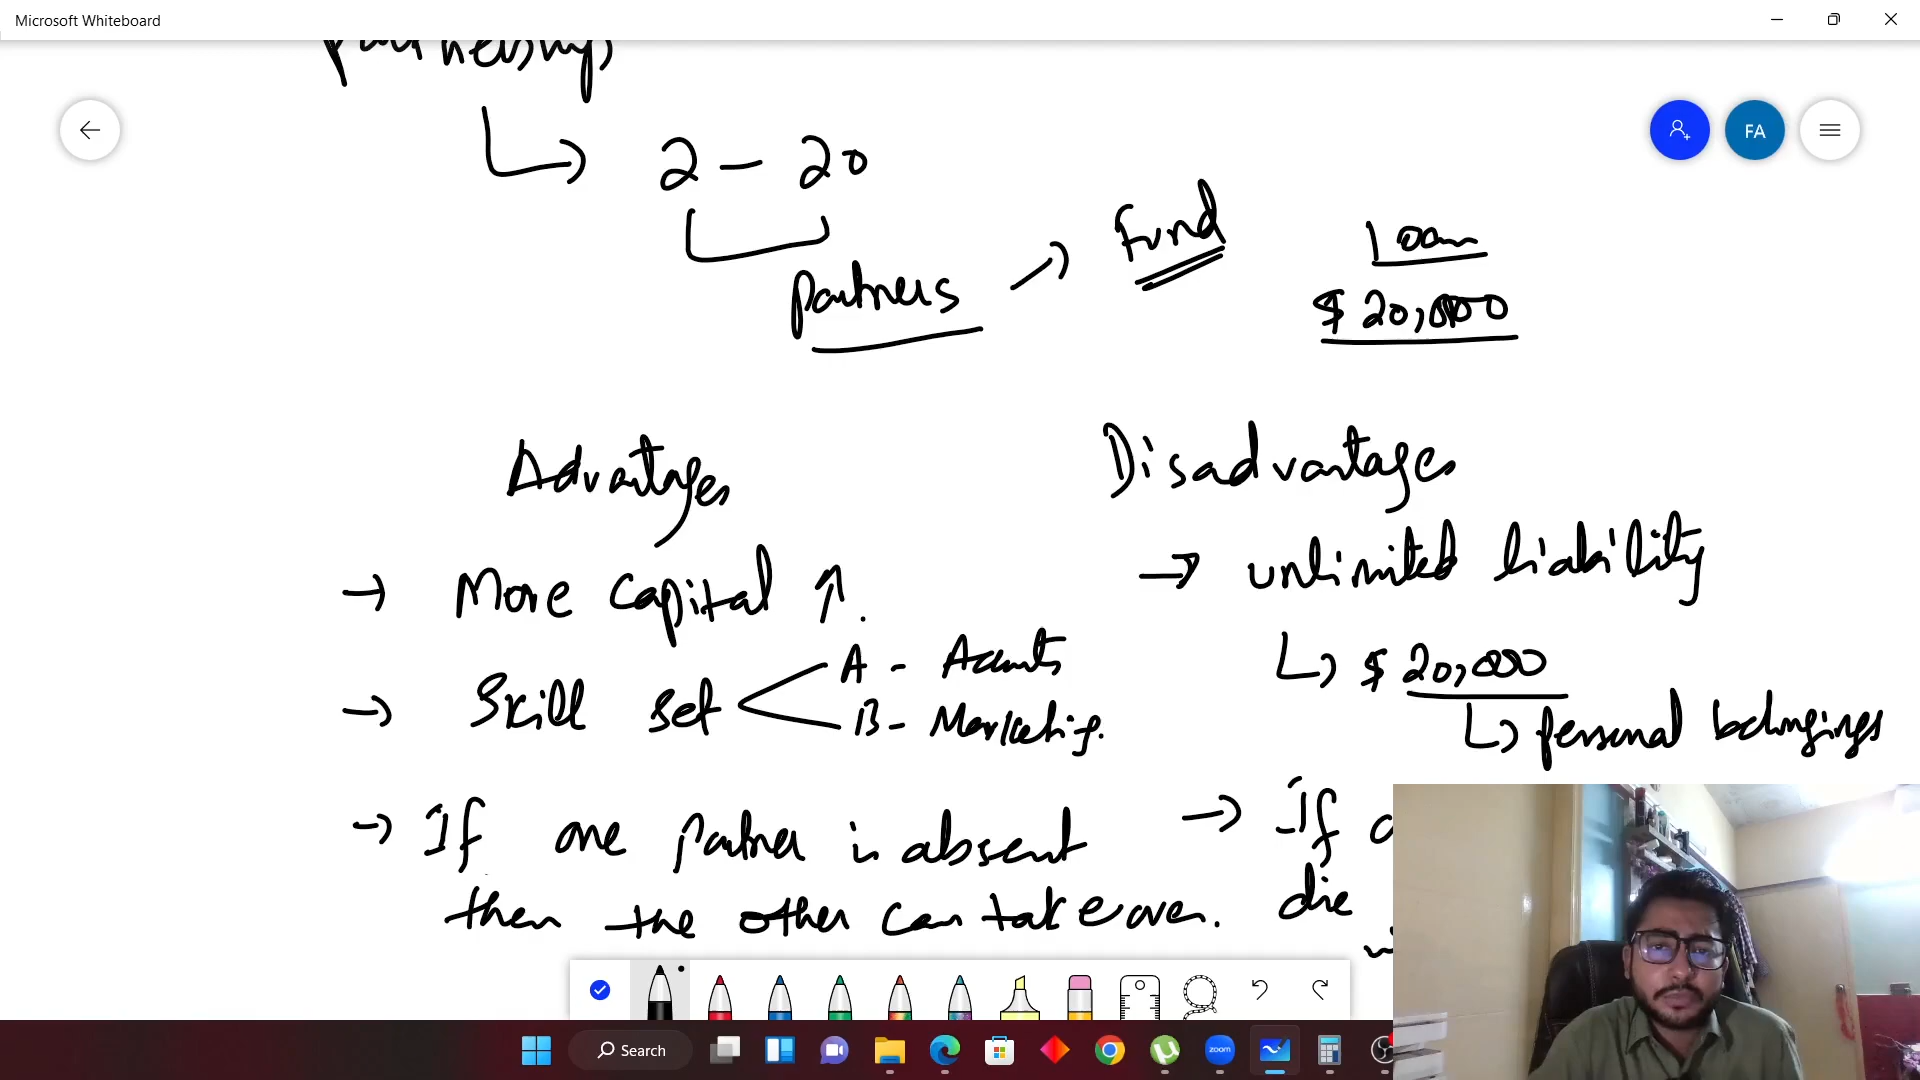 Microsoft Whiteboard
Partnerships
2 - 20
Partners
Fund
loan
$ 20,000
FA
Advantages
→ More capital ↑.
→ Skill set
A - Accounts
B - Marketing.
→ If one partner is absent
then the other can take over.
Disadvantages
→ unlimited liability
↳ $ 20,000
↳ personal belongings
→ If
die
Search
zoom